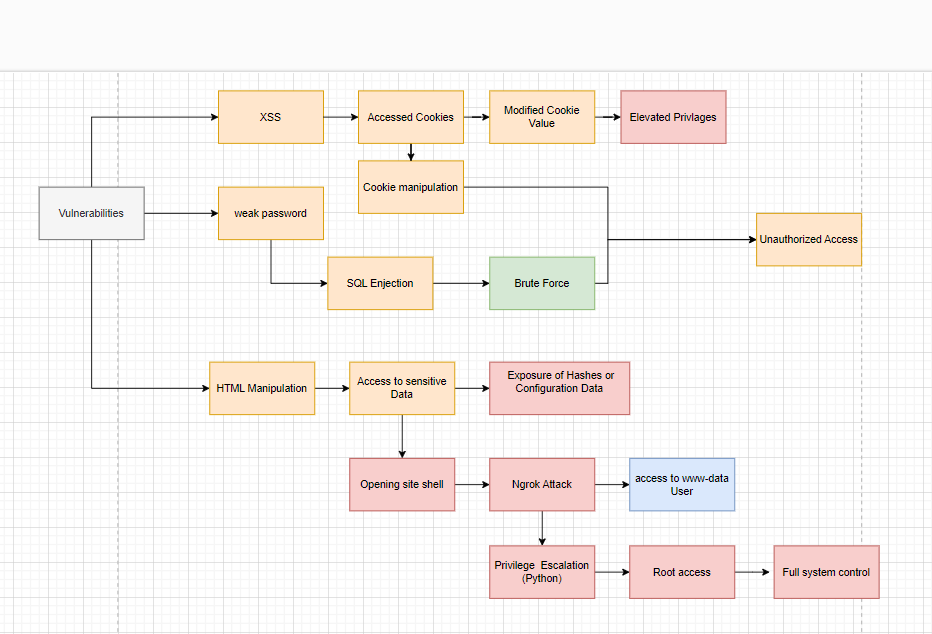 XSS
Accessed Cookies
Modified Cookie
Value
Elevated Privlages
Cookie manipulation
Vulnerabilities
weak password
Unauthorized Access
SQL Enjection
Brute Force
HTML Manipulation
Access to sensitive
Data
Exposure of Hashes or
Configuration Data
Opening site shell
Ngrok Attack
access to www-data
User
Privilege Escalation
(Python)
Root access
Full system control